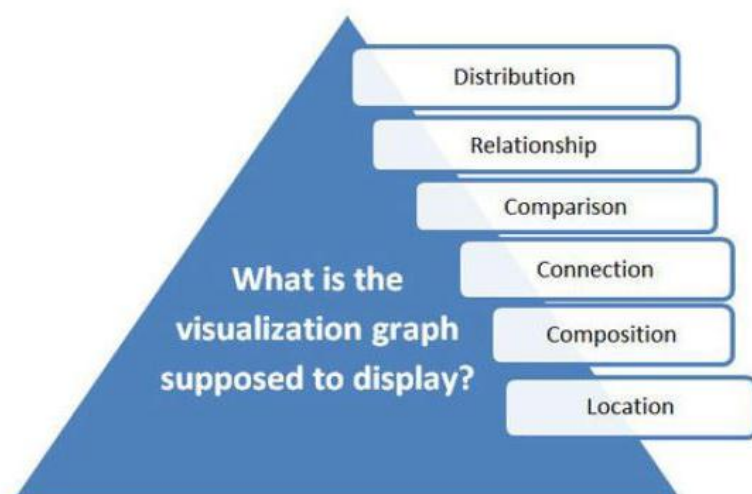 Distribution
Relationship
Comparison
Connection
Composition
Location
What is the
visualization graph
supposed to display?